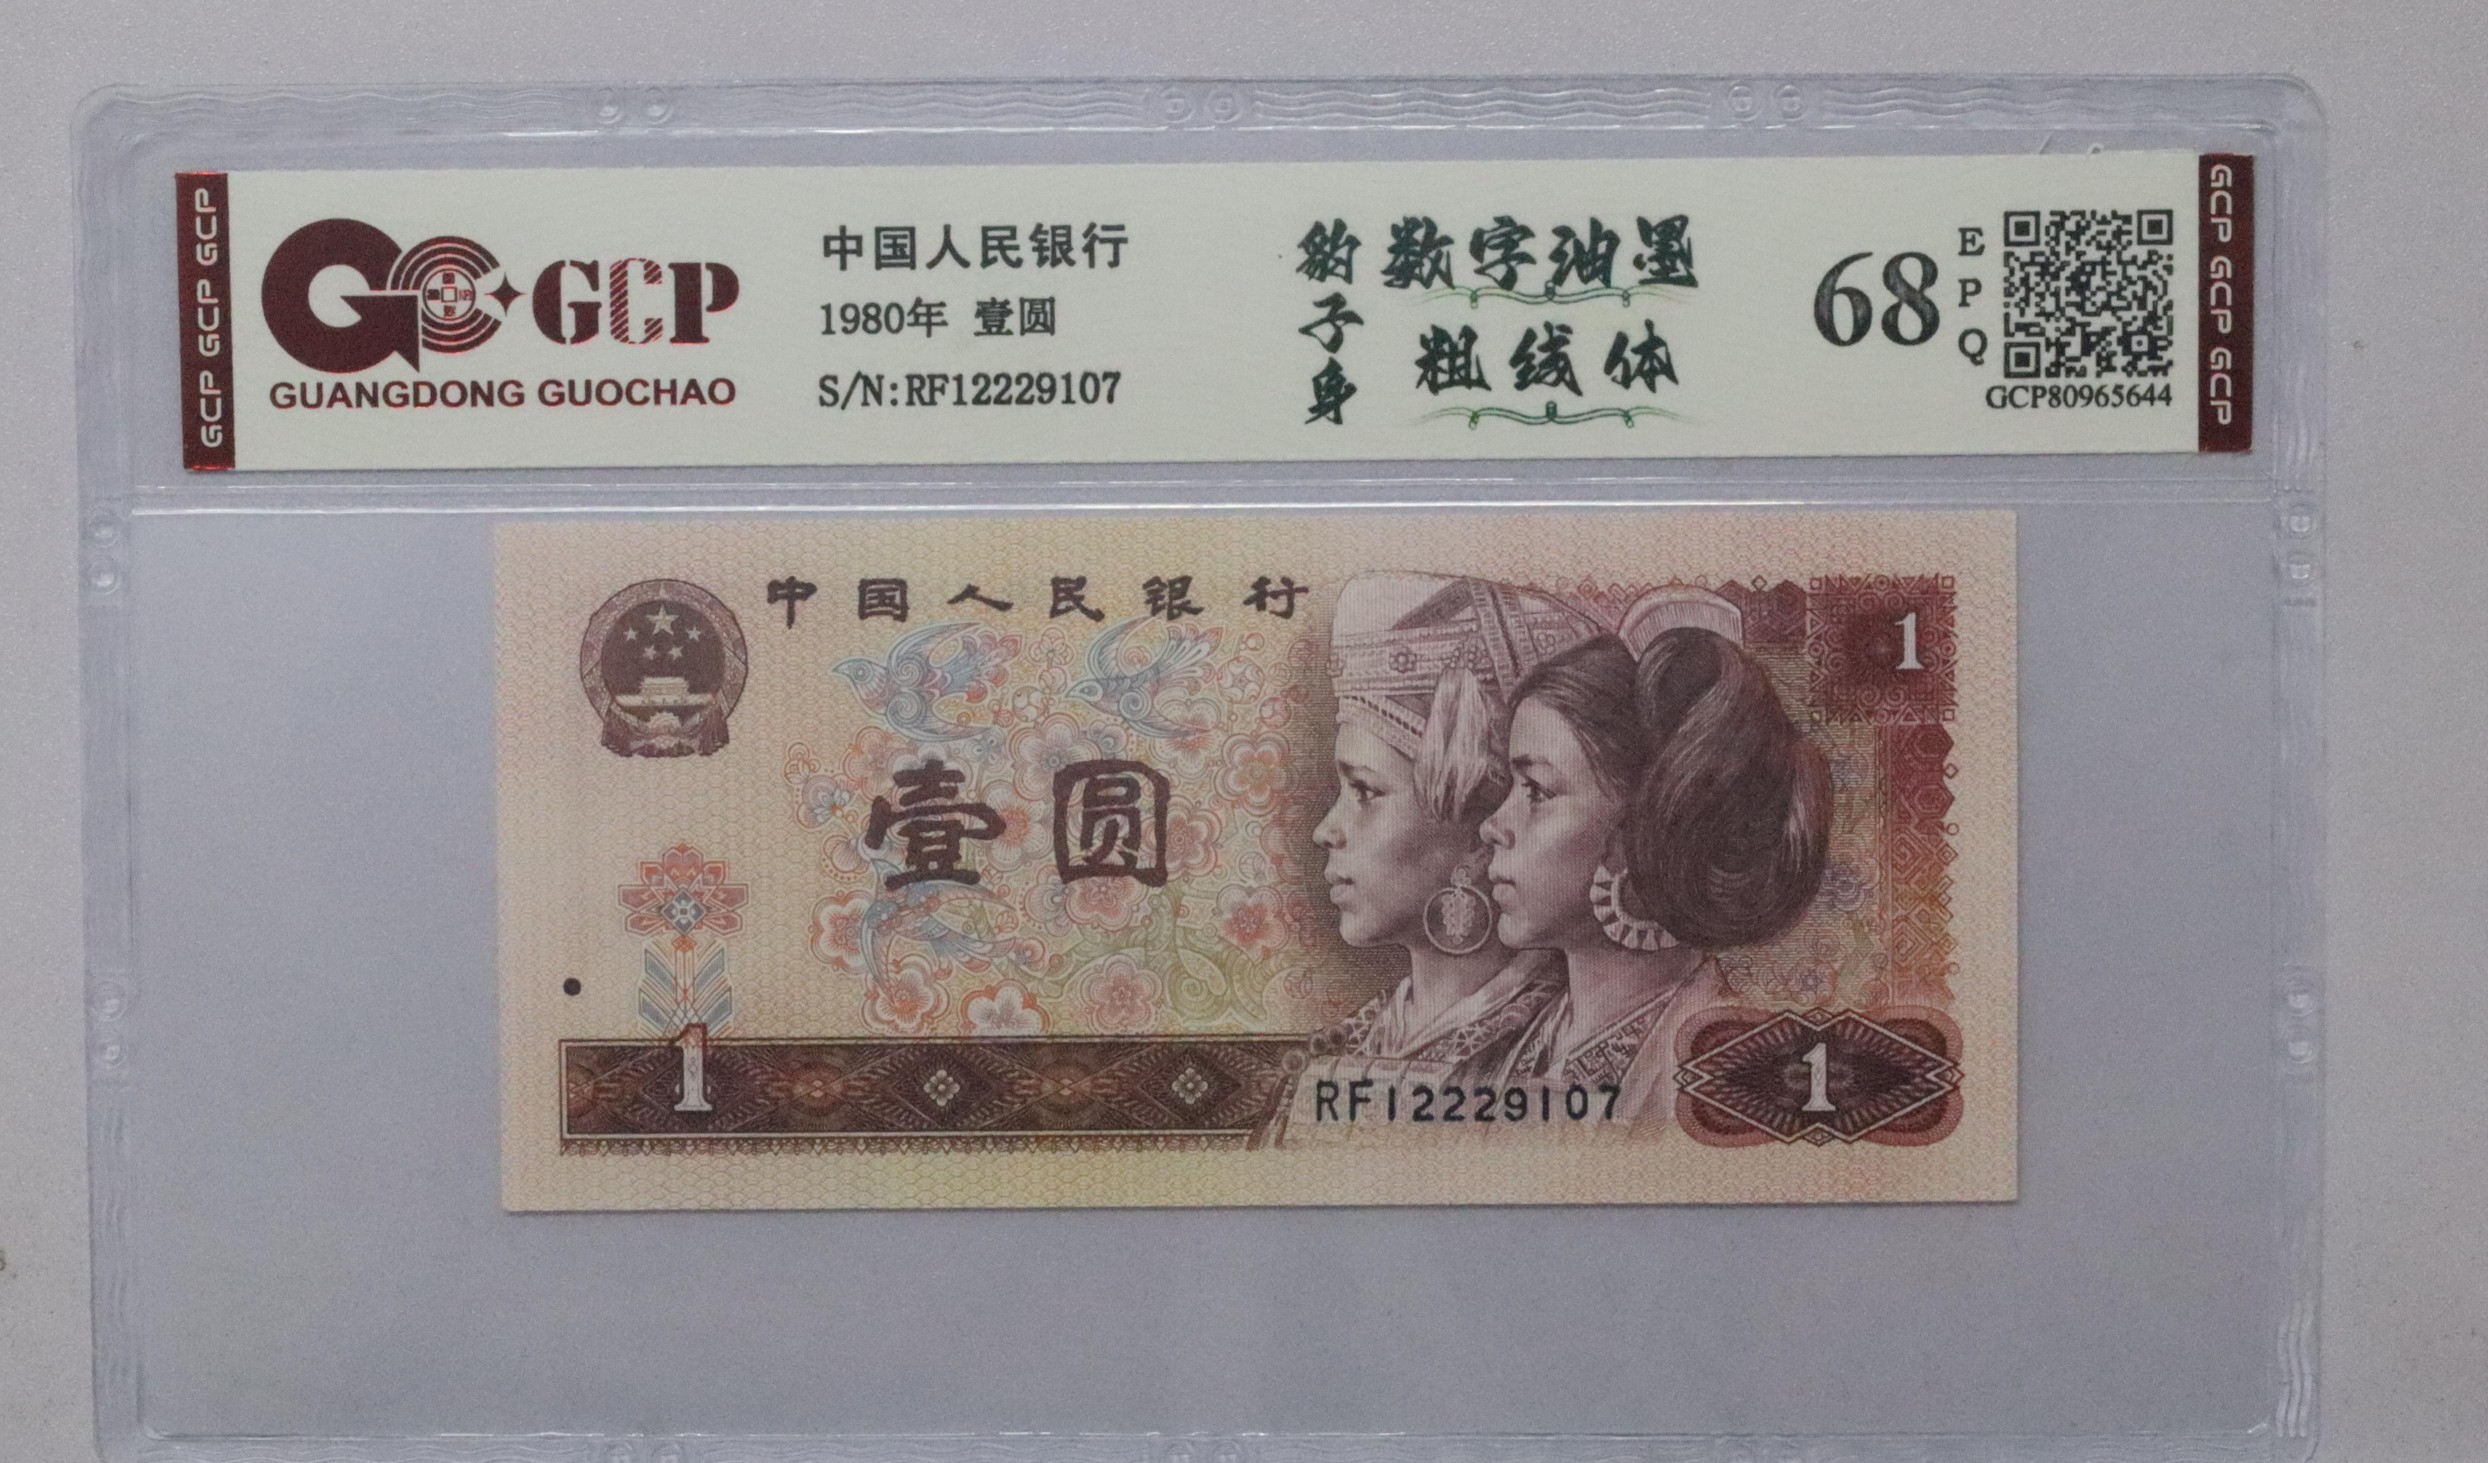 GCP GCP GCP
GCP
GUANGDONG GUOCHAO
中国人民银行
1980年 壹圆
S/N:RF12229107
豹子身
数字油墨
粗线体
68
EPQ
GCP80965644
GCP GCP GCP
中国人民银行
1
壹圆
1
RF12229107
1